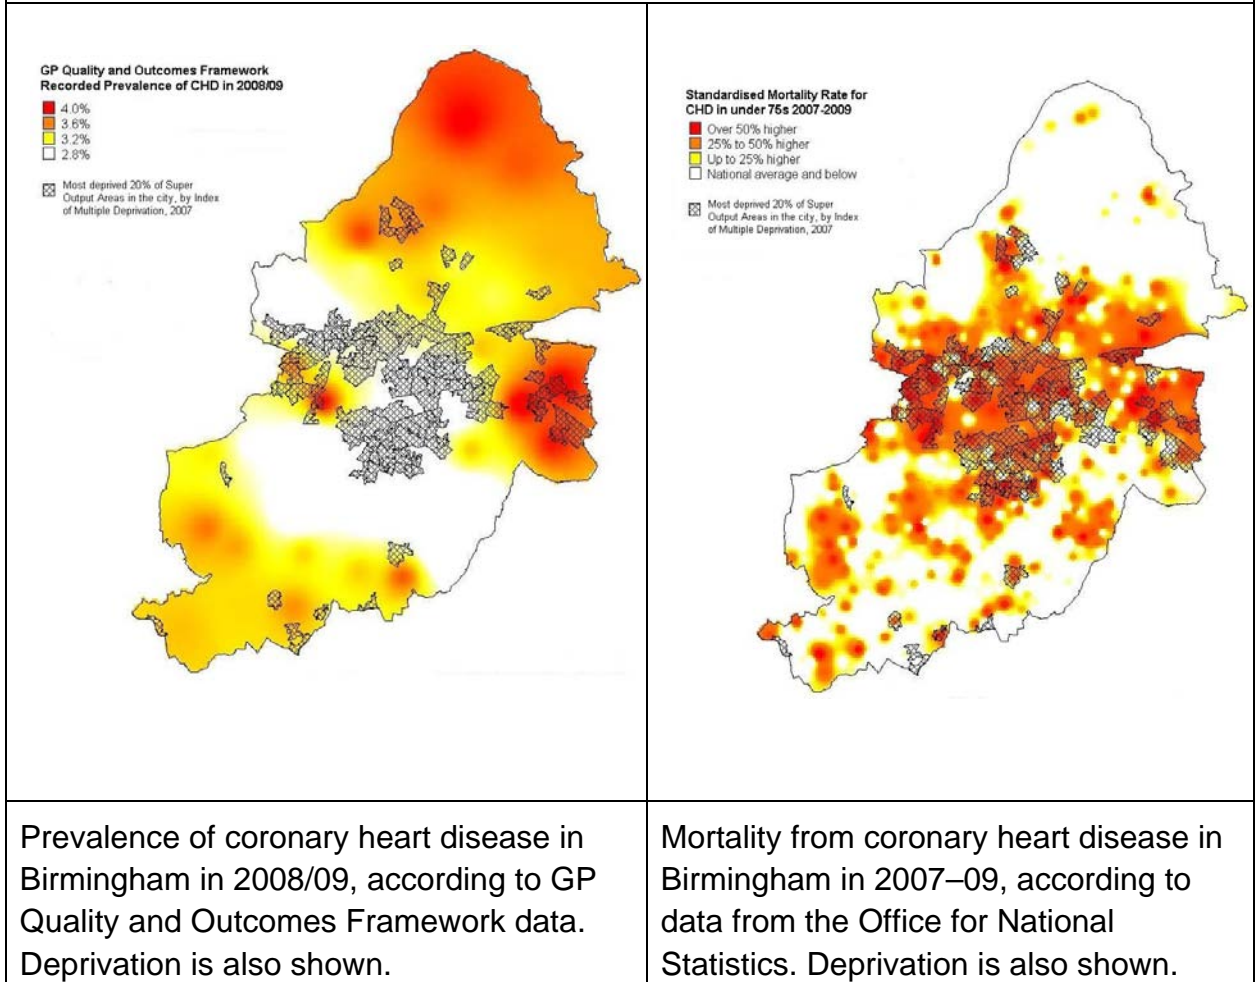 GP Quality and Outcomes Framework
Recorded Prevalence of CHD in 2008/09
4.0%
3.6%
3.2%
2.8%
Most deprived 20% of Super
Output Areas in the city, by Index
of Multiple Deprivation, 2007
Standardised Mortality Rate for
CHD in under 75s 2007-2009
Over 50% higher
25% to 50% higher
Up to 25% higher
National average and below
Most deprived 20% of Super
Output Areas in the city, by Index
of Multiple Deprivation, 2007
Prevalence of coronary heart disease in
Birmingham in 2008/09, according to GP
Quality and Outcomes Framework data.
Deprivation is also shown.
Mortality from coronary heart disease in
Birmingham in 2007–09, according to
data from the Office for National
Statistics. Deprivation is also shown.